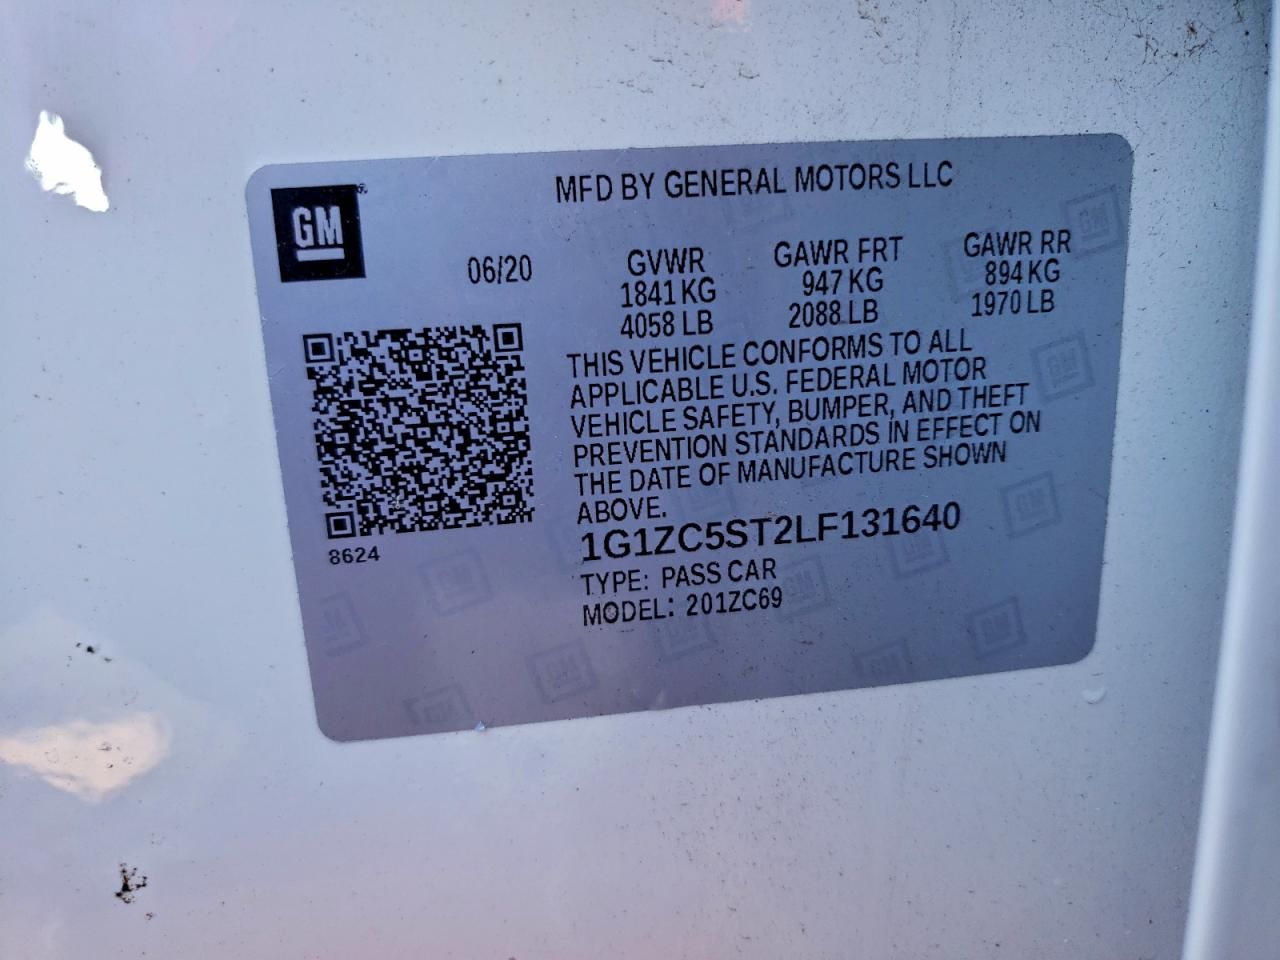 MFD BY GENERAL MOTORS LLC
GM
06/20
GVWR
1841 KG
4058 LB
GAWR FRT
947 KG
2088 LB
GAWR RR
894 KG
1970 LB
THIS VEHICLE CONFORMS TO ALL
APPLICABLE U.S. FEDERAL MOTOR
VEHICLE SAFETY, BUMPER, AND THEFT
PREVENTION STANDARDS IN EFFECT ON
THE DATE OF MANUFACTURE SHOWN
ABOVE.
8624
1G1ZC5ST2LF131640
TYPE: PASS CAR
MODEL: 201ZC69